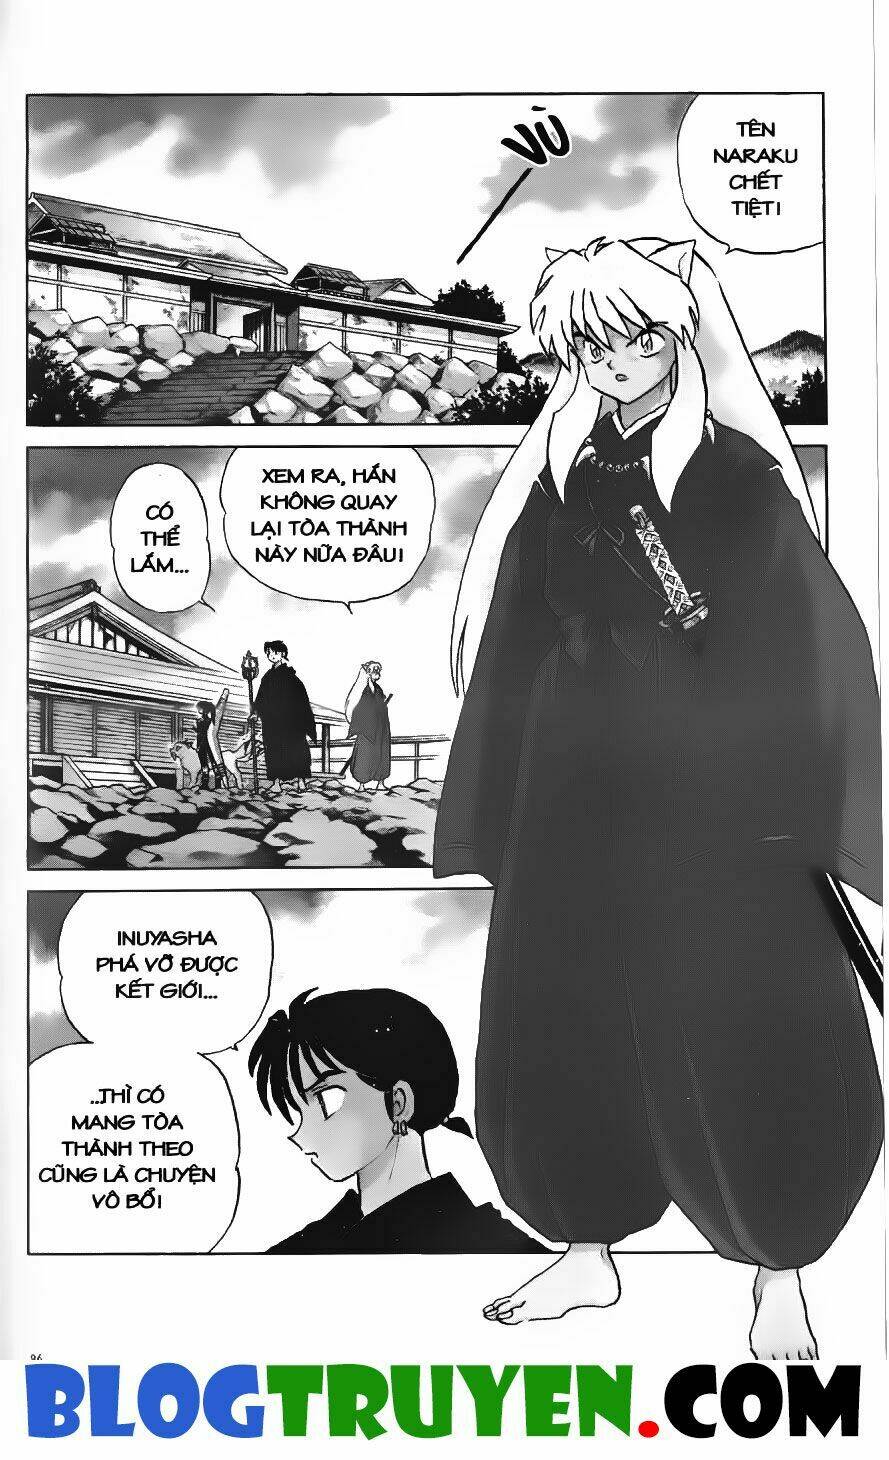 VÙ
TÊN
NARAKU
CHẾT
TIỆT!
XEM RA, HẮN
KHÔNG QUAY
LẠI TÒA THÀNH
NÀY NỮA ĐÂU!
CÓ
THỂ
LẮM...
INUYASHA
PHÁ VỠ ĐƯỢC
KẾT GIỚI...
...THÌ CÓ
MANG TÒA
THÀNH THEO
CŨNG LÀ CHUYỆN
VÔ BỔ!
96
BLOGTRUYEN.COM